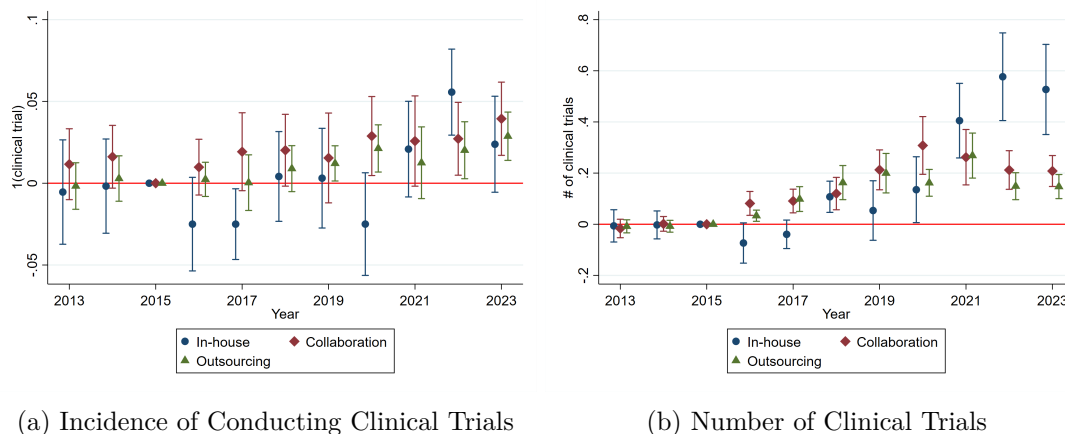 .1
.05
0
-.05
1(clinical trial)
2013 2015 2017 2019 2021 2023
Year
In-house Collaboration
Outsourcing
(a) Incidence of Conducting Clinical Trials
.8
.6
.4
.2
0
-.2
# of clinical trials
2013 2015 2017 2019 2021 2023
Year
In-house Collaboration
Outsourcing
(b) Number of Clinical Trials